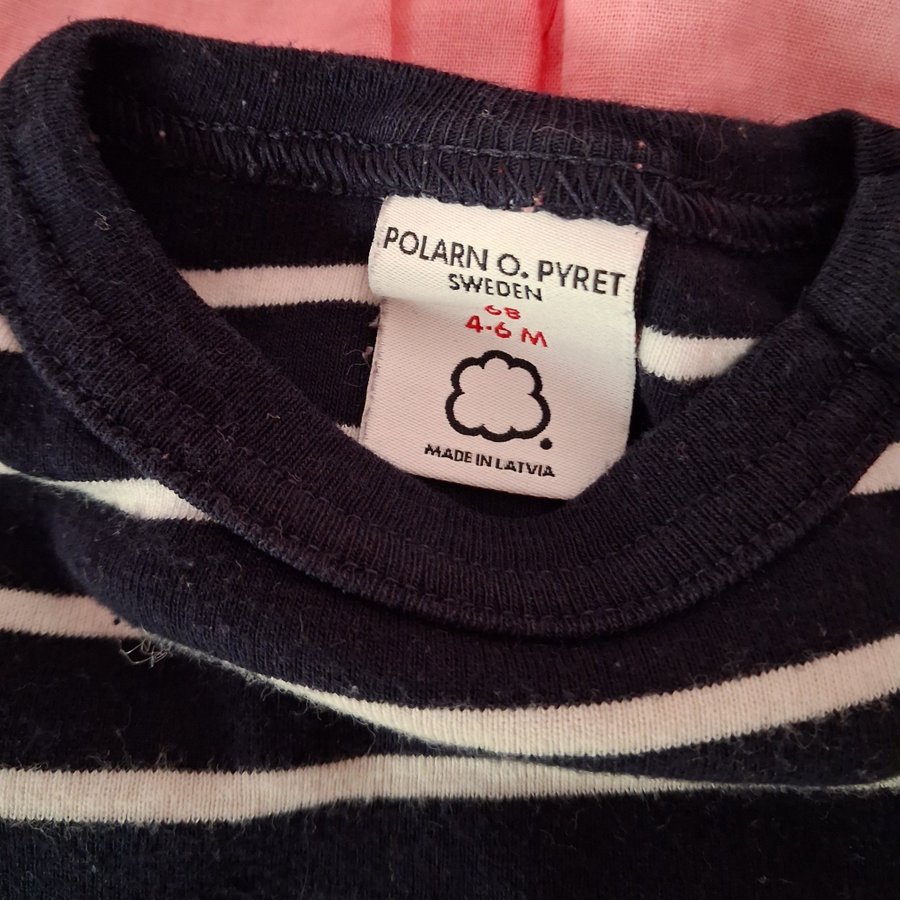 POLARN O. PYRET
SWEDEN
68
4-6 M
MADE IN LATVIA